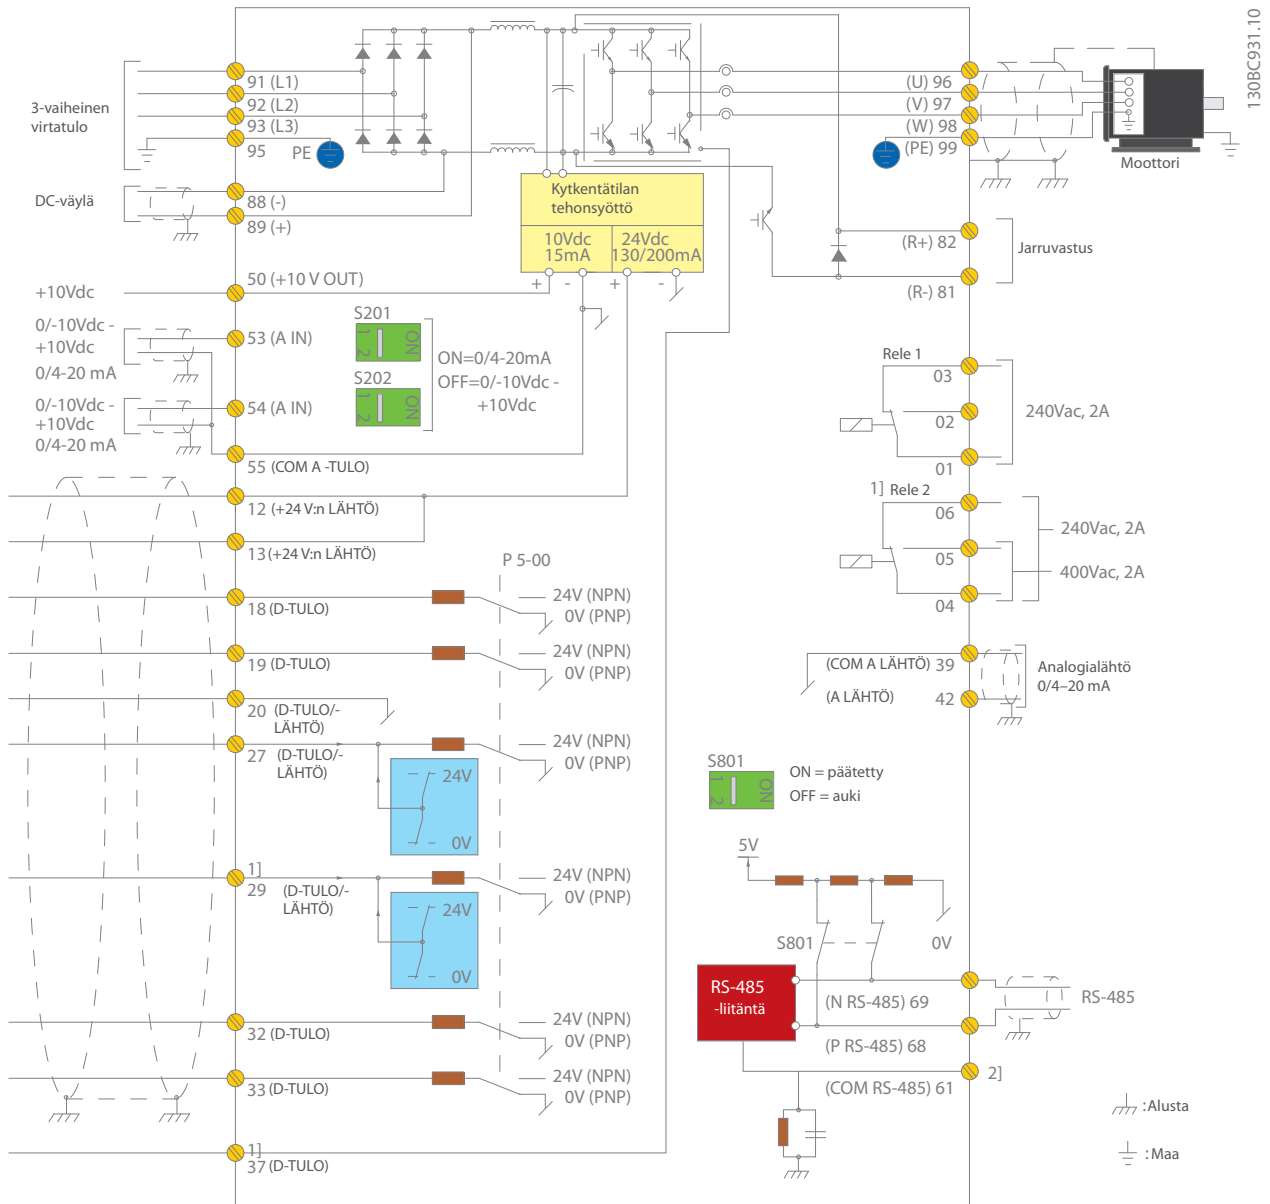 130BC931.10
3-vaiheinen
virtatulo
91 (L1)
92 (L2)
93 (L3)
95
PE
DC-väylä
88 (-)
89 (+)
Kytkentätilan
tehonsyöttö
10Vdc
15mA
24Vdc
130/200mA
+ - + -
(U) 96
(V) 97
(W) 98
(PE) 99
Moottori
(R+) 82
(R-) 81
Jarruvastus
+10Vdc
50 (+10 V OUT)
0/-10Vdc -
+10Vdc
0/4-20 mA
53 (A IN)
S201
1 2
ON
S202
1 2
ON
ON=0/4-20mA
OFF=0/-10Vdc -
+10Vdc
0/-10Vdc -
+10Vdc
0/4-20 mA
54 (A IN)
55 (COM A -TULO)
12 (+24 V:n LÄHTÖ)
13 (+24 V:n LÄHTÖ)
P 5-00
18 (D-TULO)
24V (NPN)
0V (PNP)
19 (D-TULO)
24V (NPN)
0V (PNP)
20 (D-TULO/-
LÄHTÖ)
27 (D-TULO/-
LÄHTÖ)
24V (NPN)
0V (PNP)
24V
0V
1]
29 (D-TULO/-
LÄHTÖ)
24V (NPN)
0V (PNP)
24V
0V
32 (D-TULO)
24V (NPN)
0V (PNP)
33 (D-TULO)
24V (NPN)
0V (PNP)
1]
37 (D-TULO)
Rele 1
03
02
01
240Vac, 2A
1] Rele 2
06
05
04
240Vac, 2A
400Vac, 2A
(COM A LÄHTÖ) 39
(A LÄHTÖ) 42
Analogialähtö
0/4–20 mA
S801
1 2
ON
ON = päätetty
OFF = auki
5V
S801
0V
RS-485
-liitäntä
(N RS-485) 69
(P RS-485) 68
(COM RS-485) 61
2]
RS-485
:Alusta
:Maa